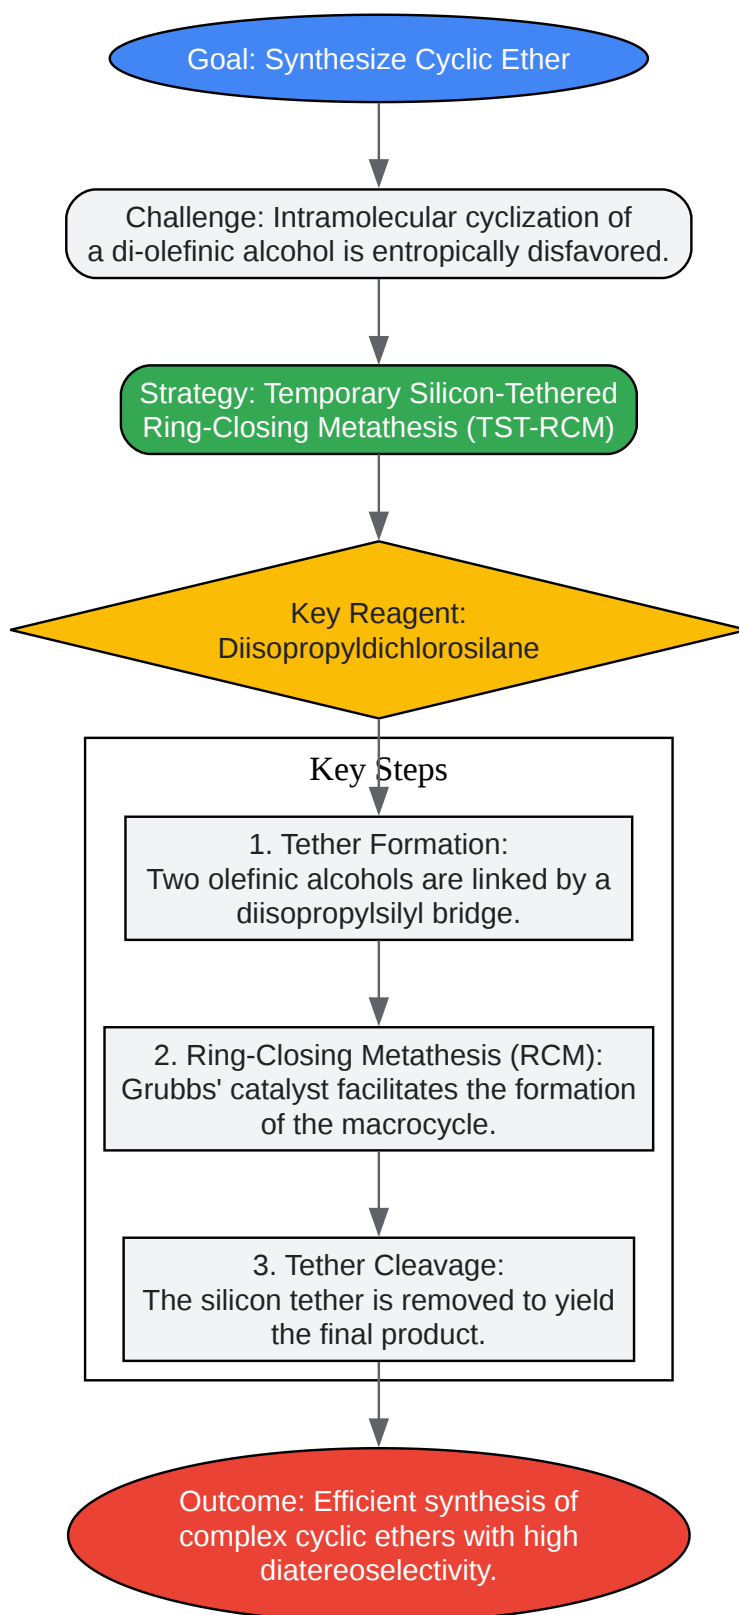 Goal: Synthesize Cyclic Ether
Challenge: Intramolecular cyclization of
a di-olefinic alcohol is entropically disfavored.
Strategy: Temporary Silicon-Tethered
Ring-Closing Metathesis (TST-RCM)
Key Reagent:
Diisopropyldichlorosilane
Key Steps
1. Tether Formation:
Two olefinic alcohols are linked by a
diisopropylsilyl bridge.
2. Ring-Closing Metathesis (RCM):
Grubbs' catalyst facilitates the formation
of the macrocycle.
3. Tether Cleavage:
The silicon tether is removed to yield
the final product.
Outcome: Efficient synthesis of
complex cyclic ethers with high
diatereoselectivity.